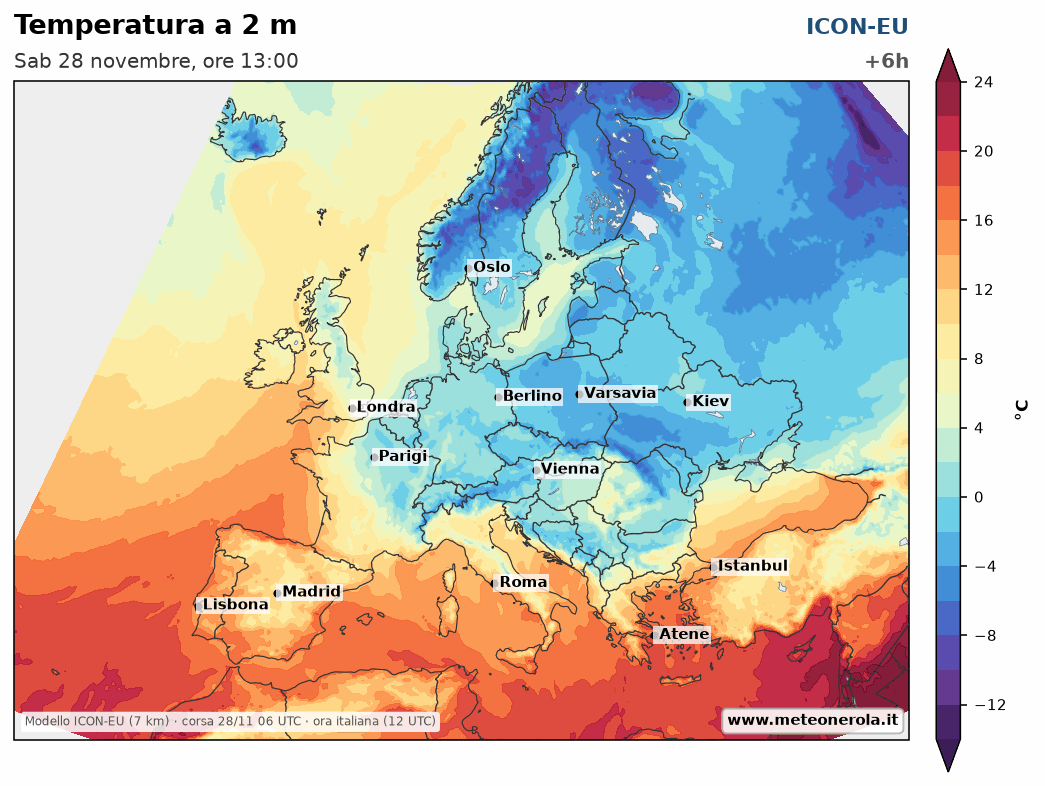 Temperatura a 2 m
ICON-EU
Sab 28 novembre, ore 13:00
+6h
24
20
16
12
8
4
0
−4
−8
−12
°C
Oslo
Berlino
Varsavia
Kiev
Londra
Parigi
Vienna
Istanbul
Roma
Madrid
Lisbona
Atene
Modello ICON-EU (7 km) · corsa 28/11 06 UTC · ora italiana (12 UTC)
www.meteonerola.it